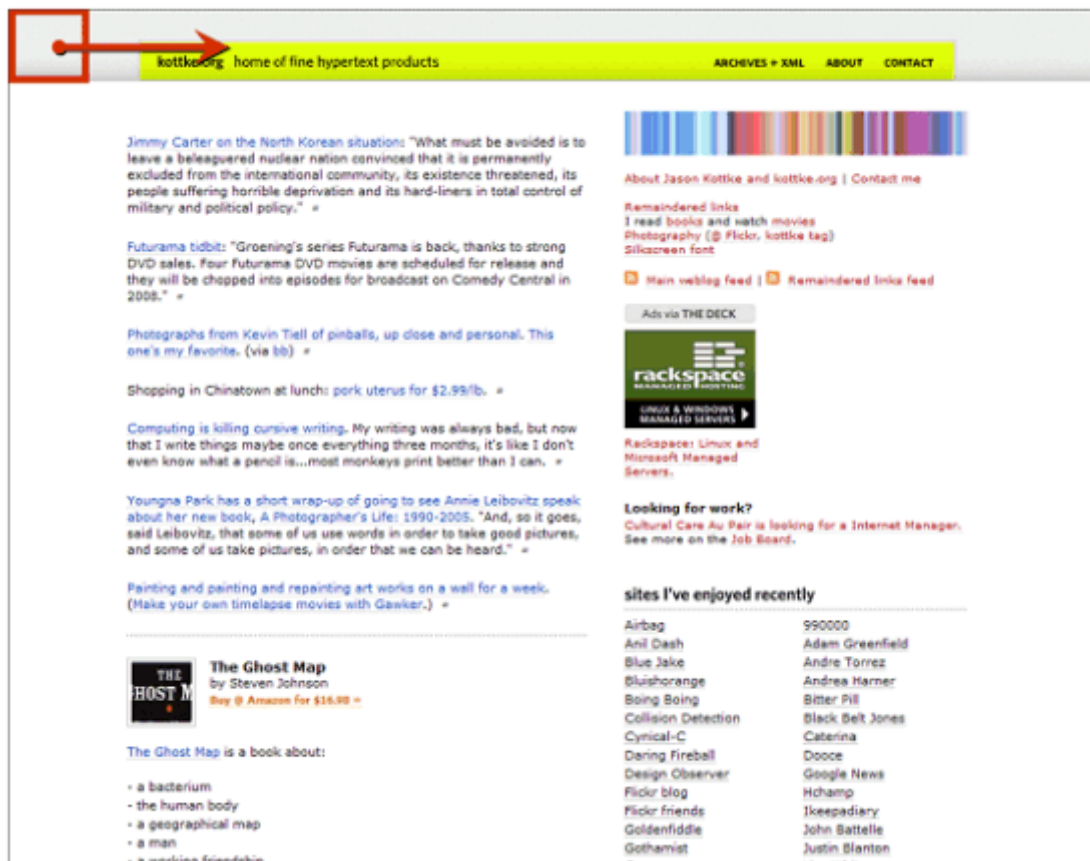 kottke.org home of fine hypertext products
ARCHIVES + XML ABOUT CONTACT
Jimmy Carter on the North Korean situation: "What must be avoided is to
leave a beleaguered nuclear nation convinced that it is permanently
excluded from the international community, its existence threatened, its
people suffering horrible deprivation and its hard-liners in total control of
military and political policy."
Futurama tidbit: "Groening's series Futurama is back, thanks to strong
DVD sales. Four Futurama DVD movies are scheduled for release and
they will be chopped into episodes for broadcast on Comedy Central in
2008."
Photographs from Kevin Tiell of pinballs, up close and personal. This
one's my favorite. (via bb)
Shopping in Chinatown at lunch: pork uterus for $2.99/lb.
Computing is killing cursive writing. My writing was always bad, but now
that I write things maybe once everything three months, it's like I don't
even know what a pencil is...most monkeys print better than I can.
Youngna Park has a short wrap-up of going to see Annie Leibovitz speak
about her new book, A Photographer's Life: 1990-2005. "And, so it goes,
said Leibovitz, that some of us use words in order to take good pictures,
and some of us take pictures, in order that we can be heard."
Painting and painting and repainting art works on a wall for a week.
(Make your own timelapse movies with Gawker.)
THE
GHOST M
The Ghost Map
by Steven Johnson
Buy @ Amazon for $16.98 »
The Ghost Map is a book about:
- a bacterium
- the human body
- a geographical map
- a man
- a working friendship
About Jason Kottke and kottke.org | Contact me
Remaindered links
I read books and watch movies
Photography (@ Flickr, kottke tag)
Silkscreen font
Main weblog feed | Remaindered links feed
Ads via THE DECK
rackspace
MANAGED HOSTING
LINUX & WINDOWS
MANAGED SERVERS
Rackspace: Linux and
Microsoft Managed
Servers.
Looking for work?
Cultural Care Au Pair is looking for a Internet Manager.
See more on the Job Board.
sites I've enjoyed recently
Airbag
Anil Dash
Blue Jake
Bluishorange
Boing Boing
Collision Detection
Cynical-C
Daring Fireball
Design Observer
Flickr blog
Flickr friends
Goldenfiddle
Gothamist
990000
Adam Greenfield
Andre Torrez
Andrea Harner
Bitter Pill
Black Belt Jones
Caterina
Dooce
Google News
Hchamp
Ikeepadiary
John Battelle
Justin Blanton